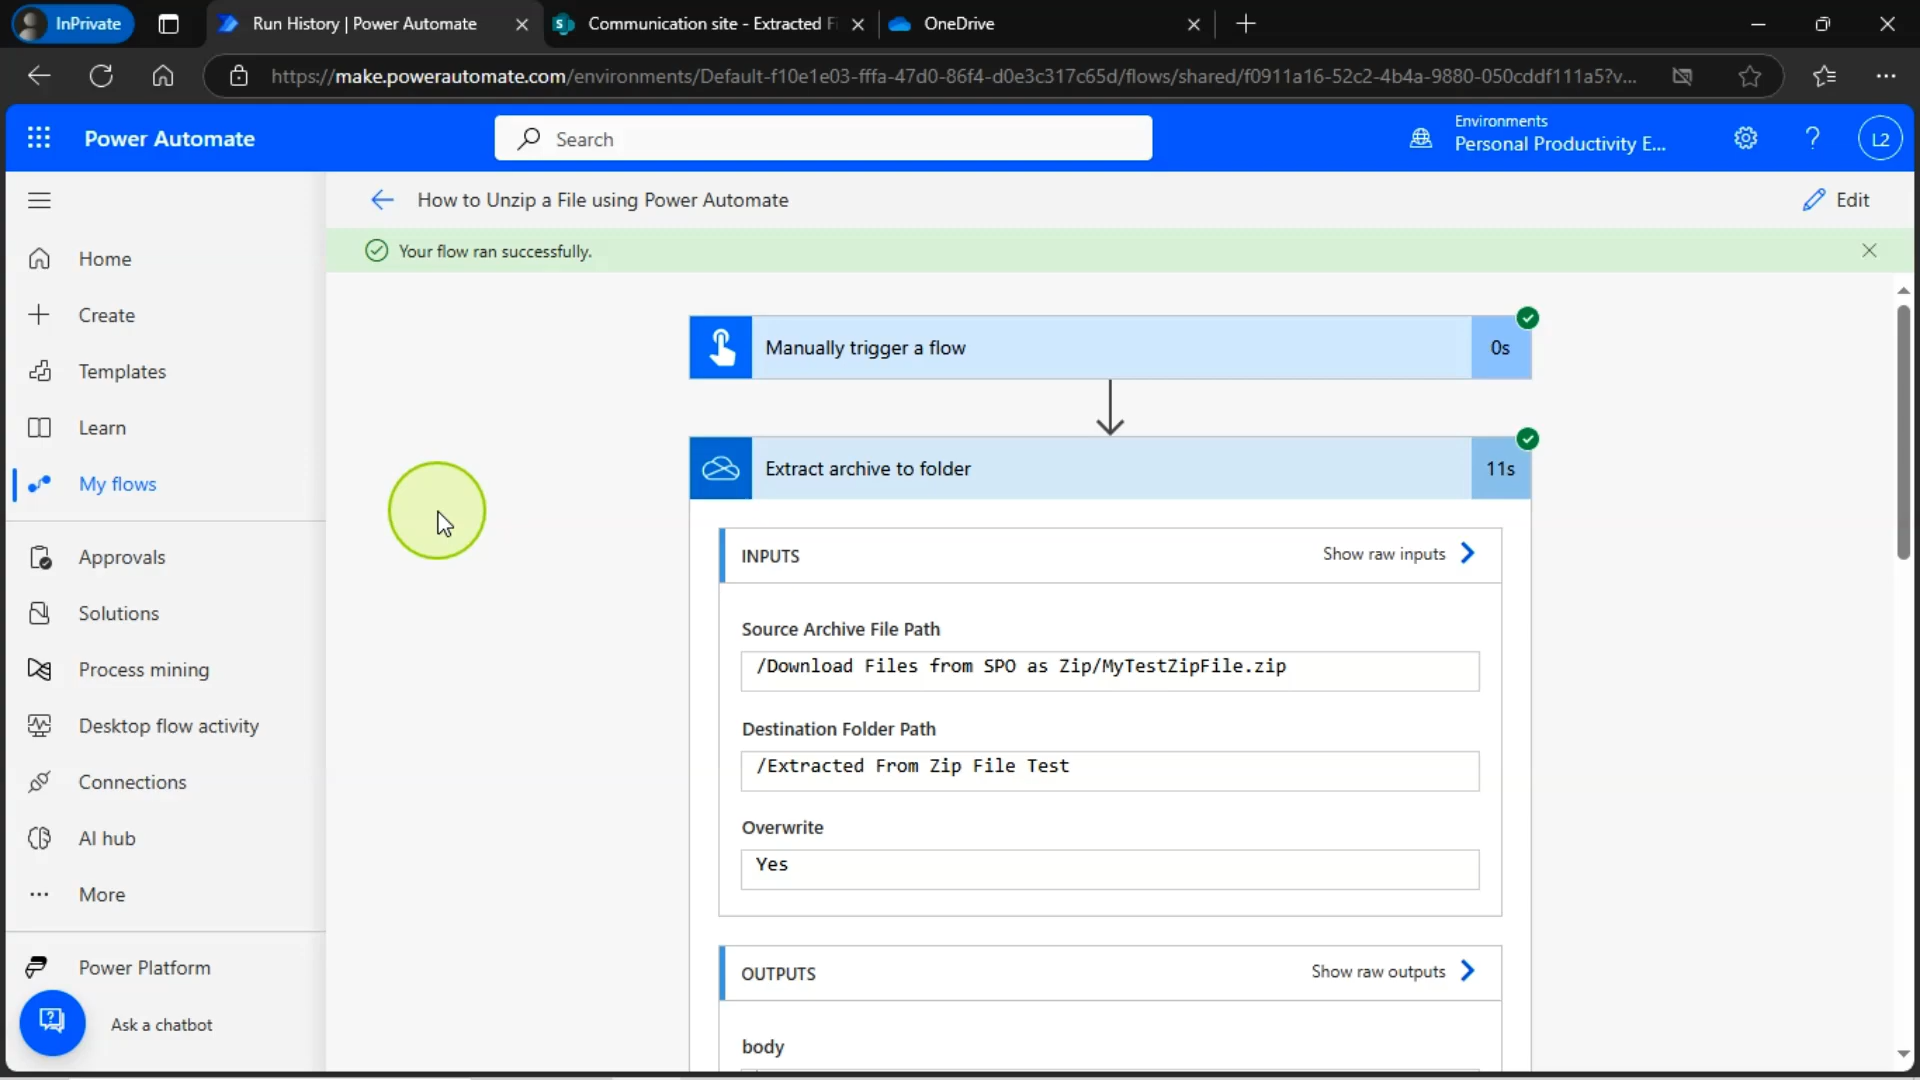 InPrivate
Run History | Power Automate
Communication site - Extracted Fi
OneDrive
https://make.powerautomate.com/environments/Default-f10e1e03-fffa-47d0-86f4-d0e3c317c65d/flows/shared/f0911a16-52c2-4b4a-9880-050cddf111a5?v...
Power Automate
Search
Environments
Personal Productivity E...
L2
How to Unzip a File using Power Automate
Edit
Your flow ran successfully.
Home
Create
Templates
Learn
My flows
Approvals
Solutions
Process mining
Desktop flow activity
Connections
AI hub
More
Power Platform
Ask a chatbot
Manually trigger a flow
0s
Extract archive to folder
11s
INPUTS
Show raw inputs
Source Archive File Path
/Download Files from SPO as Zip/MyTestZipFile.zip
Destination Folder Path
/Extracted From Zip File Test
Overwrite
Yes
OUTPUTS
Show raw outputs
body